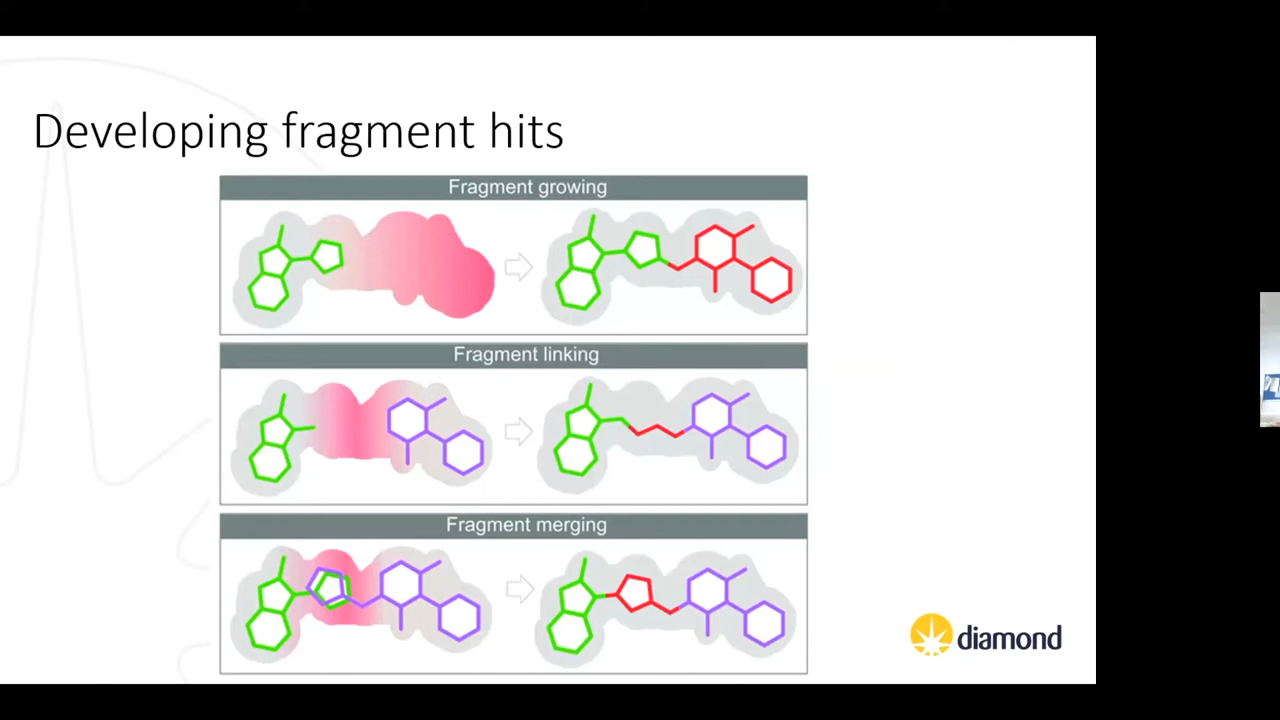 Developing fragment hits
Fragment growing
Fragment linking
Fragment merging
diamond